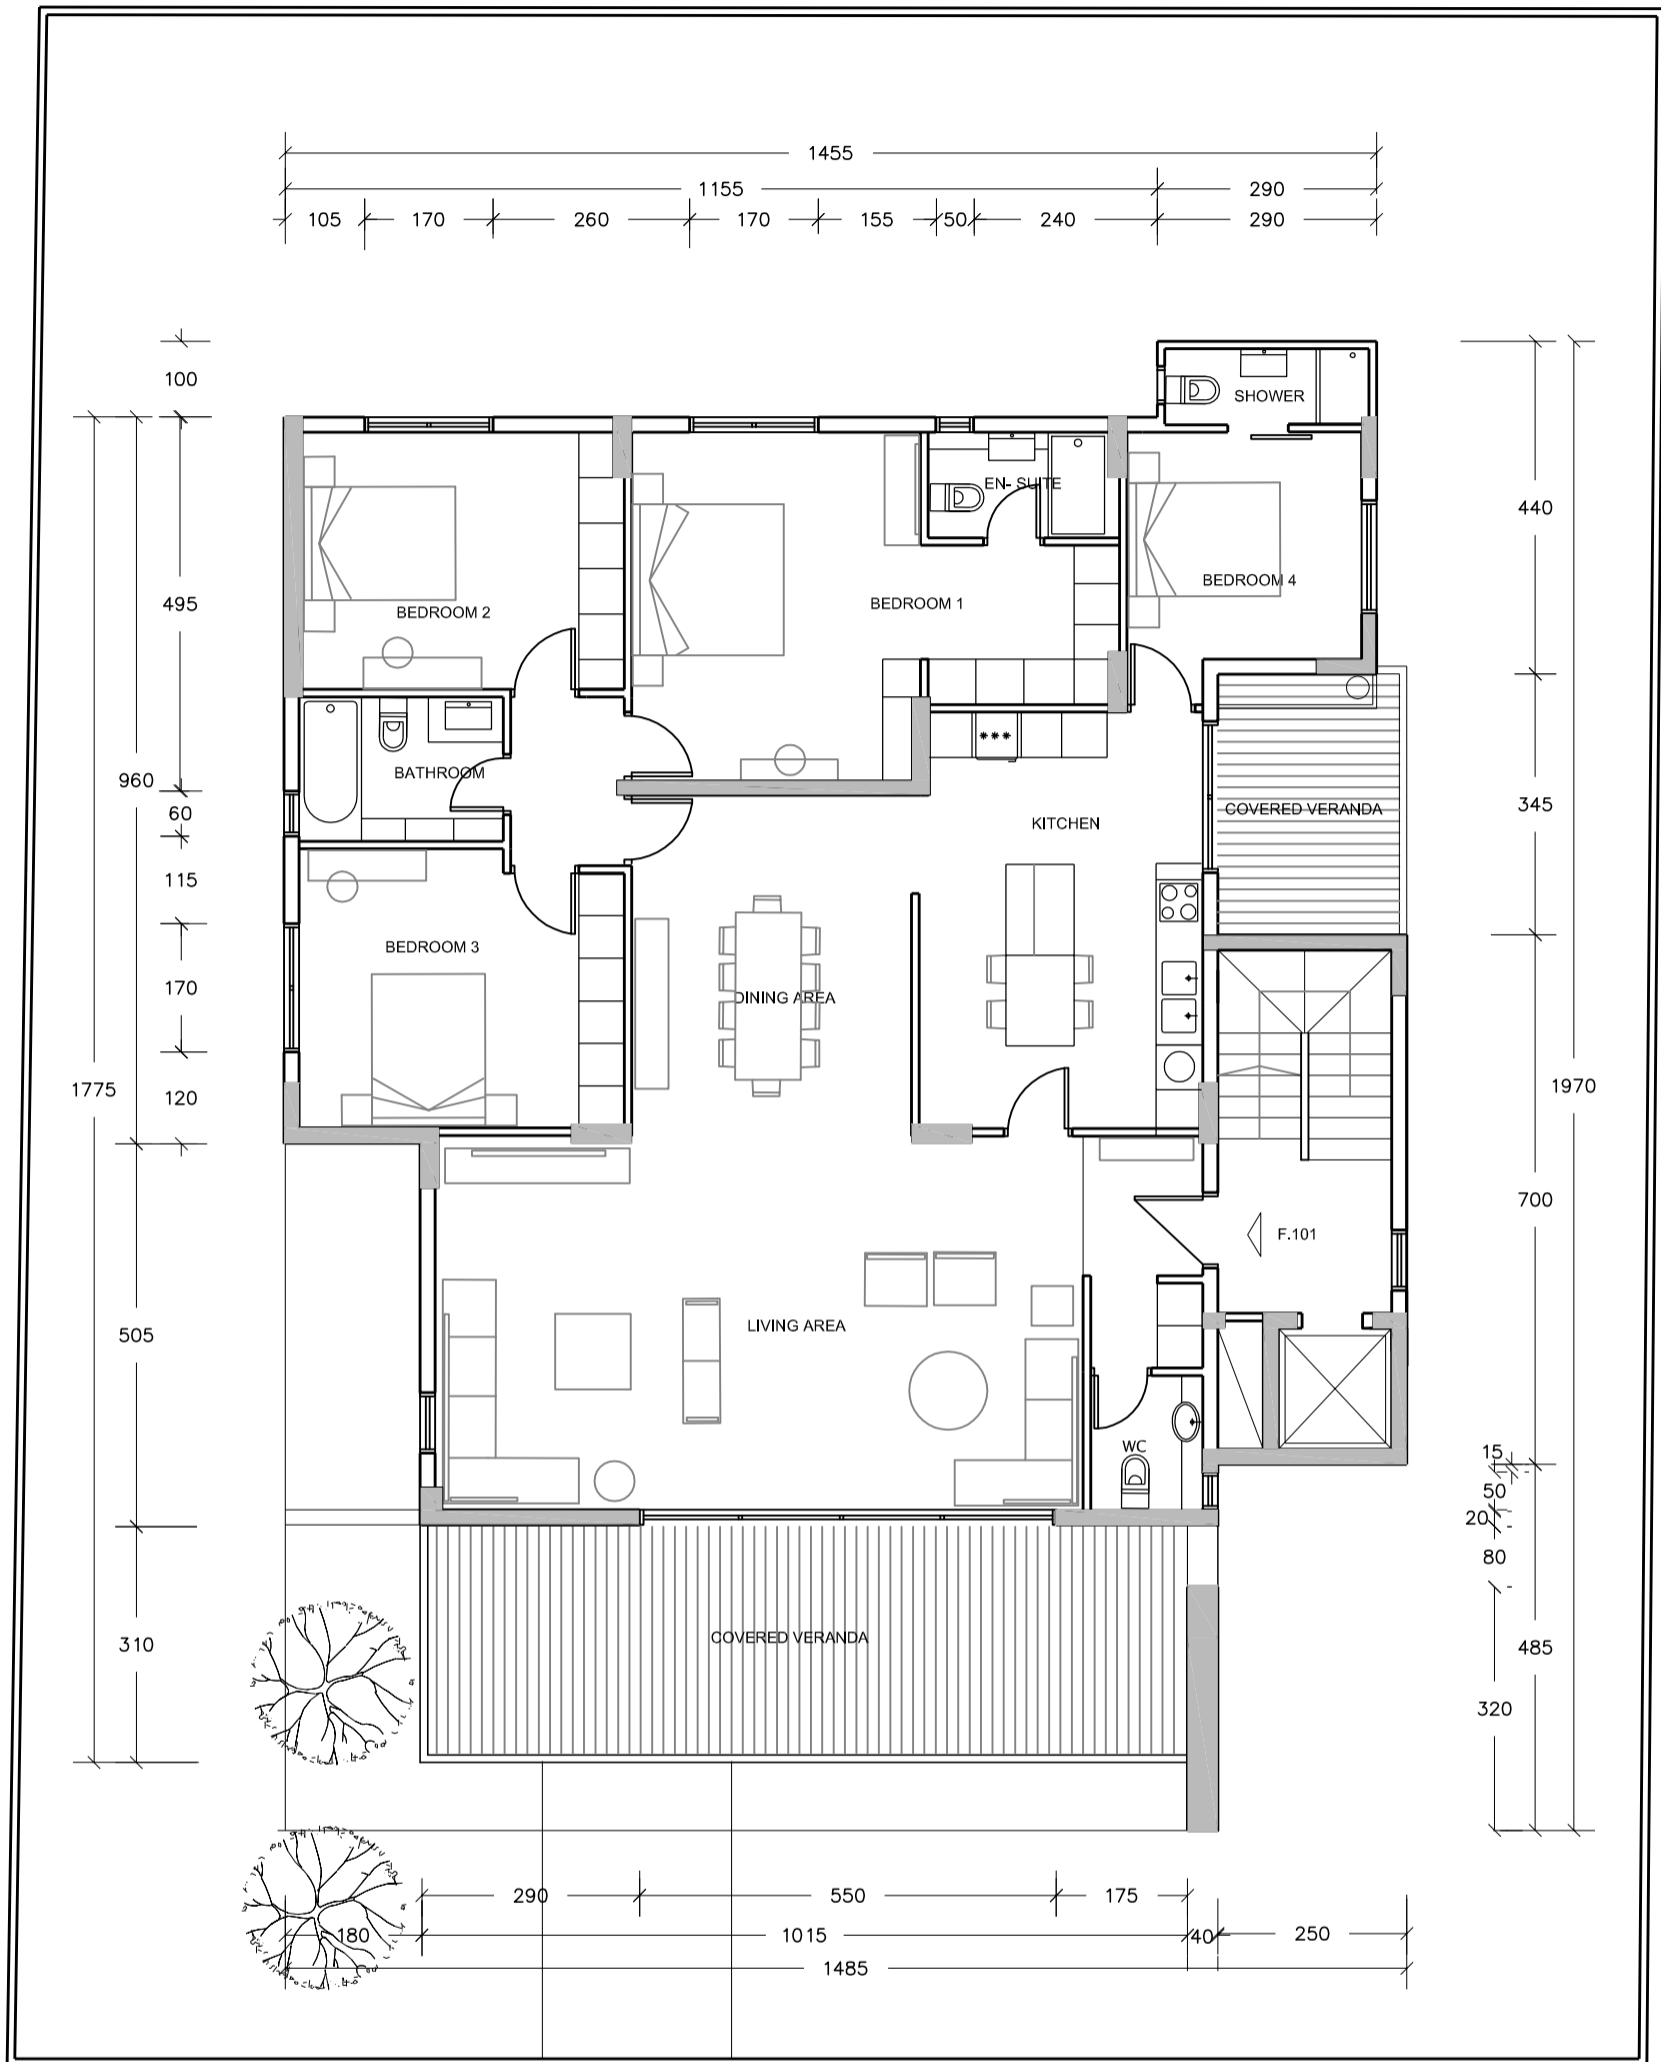 1455
1155 290
105 170 260 170 155 50 240 290
100
SHOWER
EN- SUITE
440
BEDROOM 4
495
BEDROOM 1
BEDROOM 2
BATHROOM
960
345
COVERED VERANDA
60
KITCHEN
115
BEDROOM 3
170
DINING AREA
1775
1970
120
700
F.101
LIVING AREA
505
WC
15
50
20
80
COVERED VERANDA
310
485
320
290 550 175
180 1015 40 250
1485